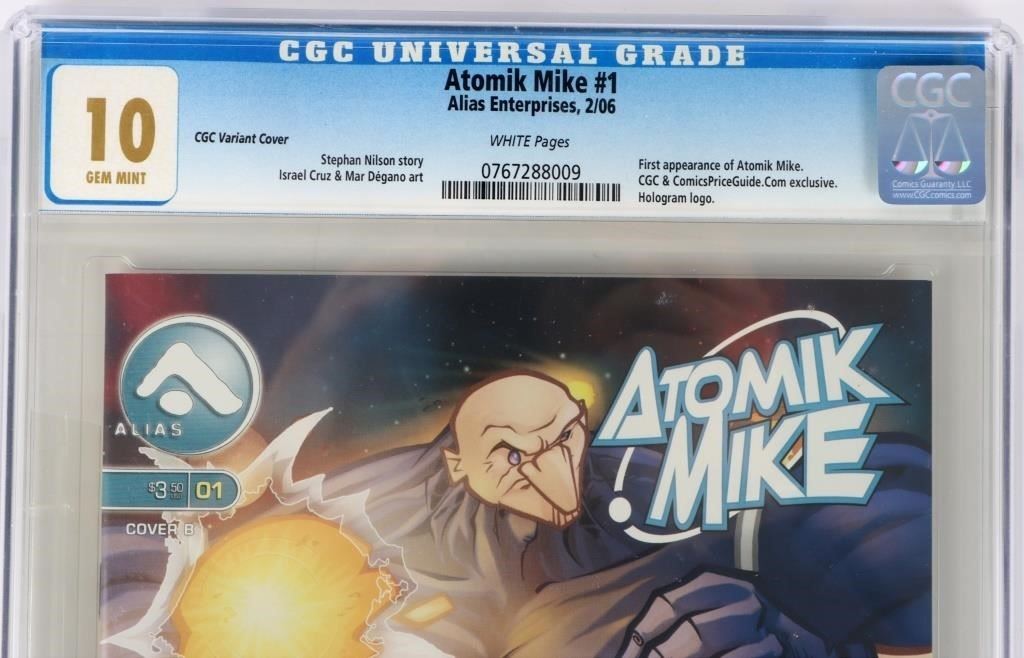 CGC UNIVERSAL GRADE
10
GEM MINT
CGC Variant Cover
Atomik Mike #1
Alias Enterprises, 2/06
WHITE Pages
Stephan Nilson story
Israel Cruz & Mar Dégano art
0767288009
First appearance of Atomik Mike.
CGC & ComicsPriceGuide.Com exclusive.
Hologram logo.
CGC
Comics Guaranty, LLC
www.CGCcomics.com
ALIAS
$3.50 01
COVER B
ATOMIK
MIKE